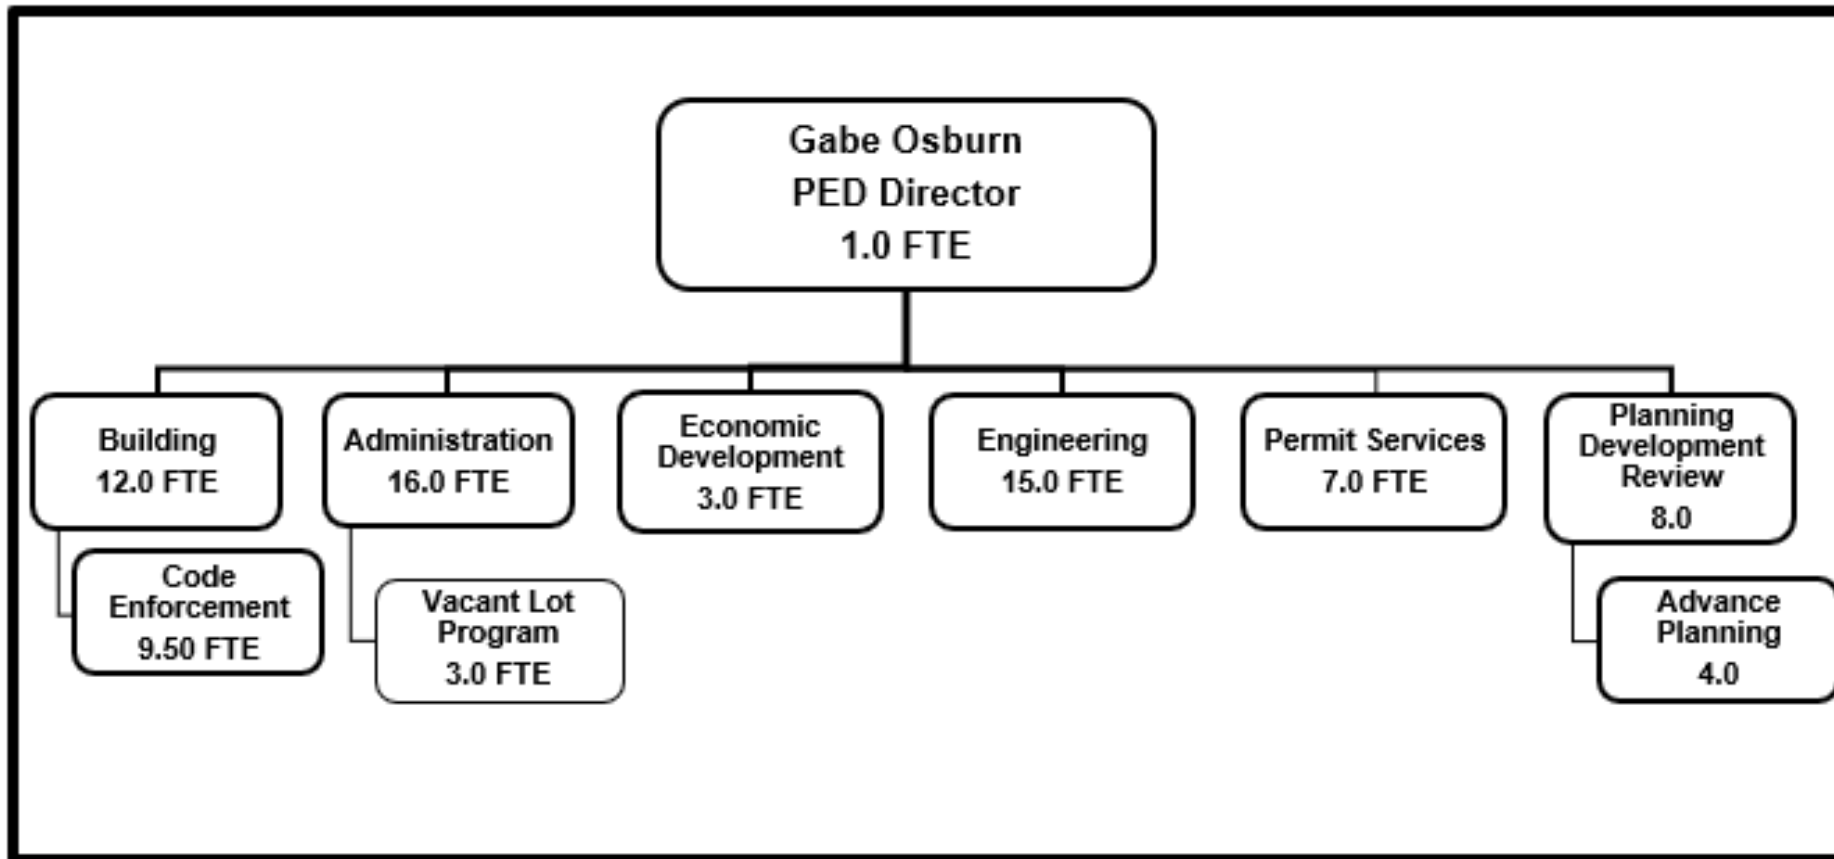 Gabe Osburn
PED Director
1.0 FTE
Building
12.0 FTE
Administration
16.0 FTE
Economic
Development
3.0 FTE
Engineering
15.0 FTE
Permit Services
7.0 FTE
Planning
Development
Review
8.0
Code
Enforcement
9.50 FTE
Vacant Lot
Program
3.0 FTE
Advance
Planning
4.0